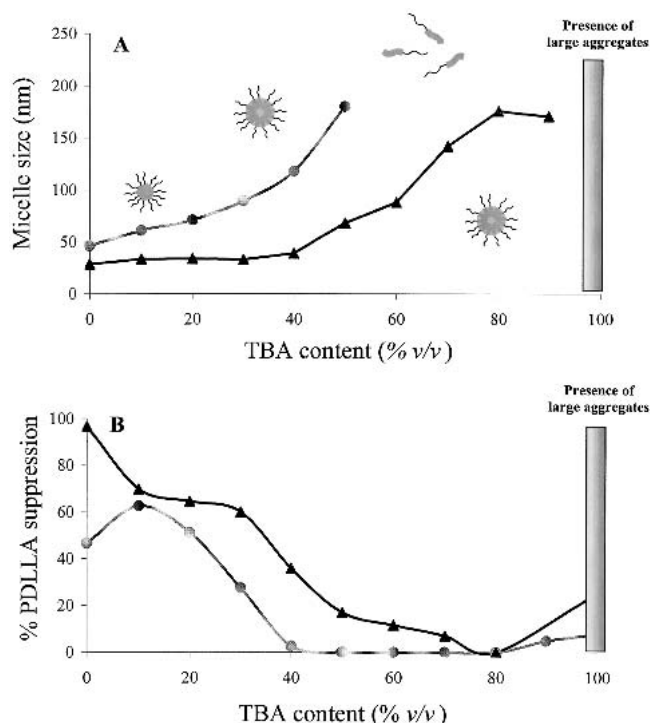 Presence of
large aggregates
A
250
200
150
100
50
0
Micelle size (nm)
0 20 40 60 80 100
TBA content (% v/v)
Presence of
large aggregates
B
100
80
60
40
20
0
% PDLLA suppression
0 20 40 60 80 100
TBA content (% v/v)